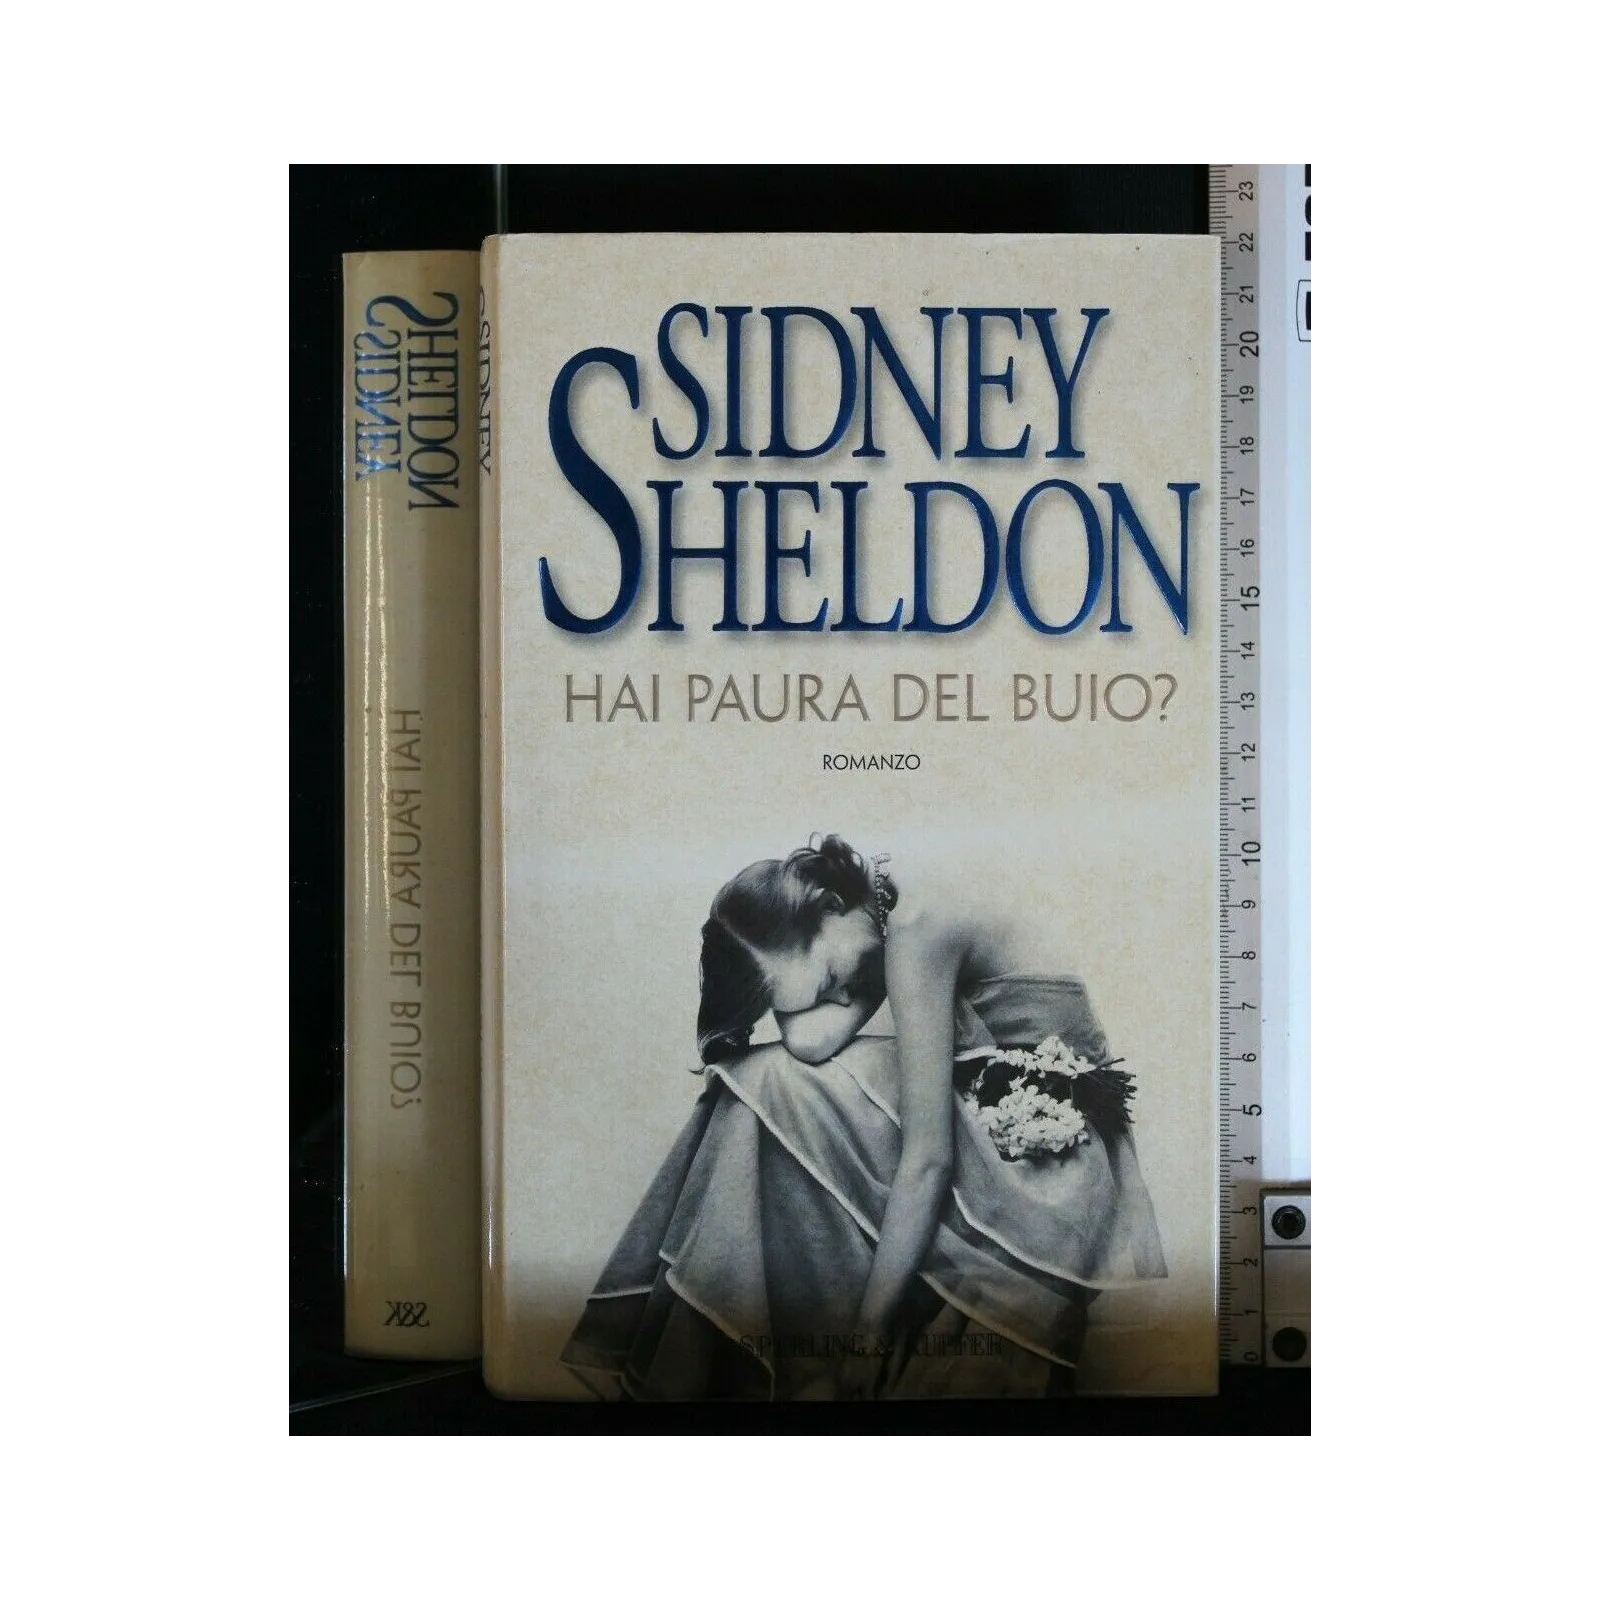 SIDNEY
SHELDON
HAI PAURA DEL BUIO?
ROMANZO
SPERLING & KUPFER
SIDNEY
SHELDON
SIDNEY
HAI PAURA DEL BUIO?
S&K
23
22
21
20
19
18
17
16
15
14
13
12
11
10
9
8
7
6
5
4
3
2
1
0